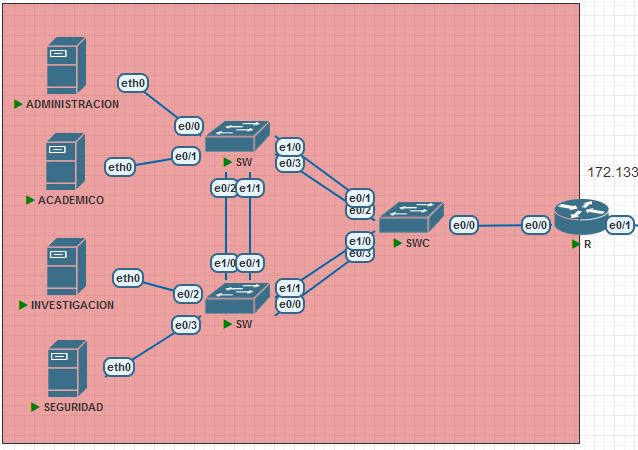 eth0
ADMINISTRACION
e0/0
e0/1
SW
e1/0
e0/3
eth0
ACADEMICO
e0/2
e1/1
172.133
e0/1
e0/2
SWC
e0/0
e0/0
e0/1
R
e1/0
e0/3
e1/0
e0/1
eth0
INVESTIGACION
e0/2
e1/1
e0/0
e0/3
SW
eth0
SEGURIDAD